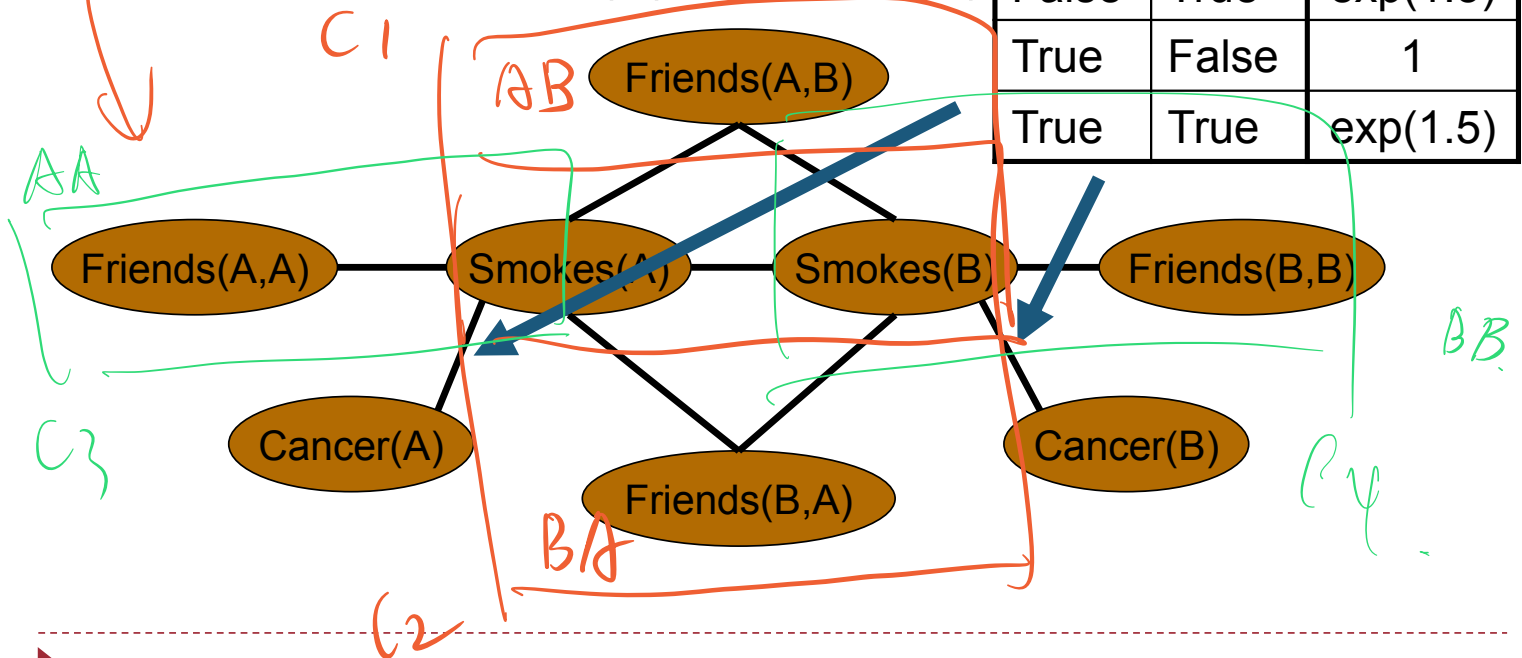 False True exp(1.5)
C1
True False 1
AB
Friends(A,B)
True True exp(1.5)
AA
Friends(A,A)
Smokes(A)
Smokes(B)
Friends(B,B)
BB
C3
Cancer(A)
Cancer(B)
C4
Friends(B,A)
BA
C2